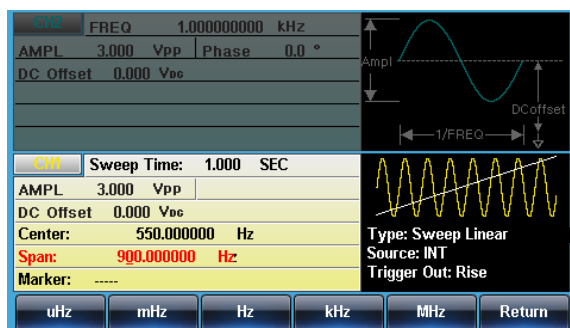 CH2 FREQ 1.000000000 kHz
AMPL 3.000 VPP Phase 0.0 °
DC Offset 0.000 VDC
Ampl
DCoffset
1/FREQ
CH1 Sweep Time: 1.000 SEC
AMPL 3.000 VPP
DC Offset 0.000 VDC
Center: 550.000000 Hz
Span: 900.000000 Hz
Marker: -----
Type: Sweep Linear
Source: INT
Trigger Out: Rise
uHz mHz Hz kHz MHz Return